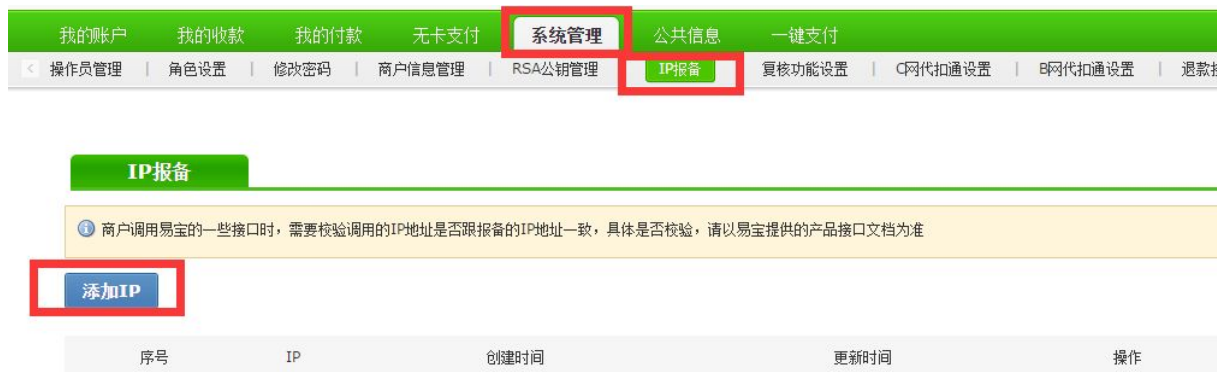 我的账户 我的收款 我的付款 无卡支付 系统管理 公共信息 一键支付
< 操作员管理 | 角色设置 | 修改密码 | 商户信息管理 | RSA公钥管理 IP报备 复核功能设置 | C网代扣通设置 | B网代扣通设置 | 退款
IP报备
商户调用易宝的一些接口时，需要校验调用的IP地址是否跟报备的IP地址一致，具体是否校验，请以易宝提供的产品接口文档为准
添加IP
序号 IP 创建时间 更新时间 操作